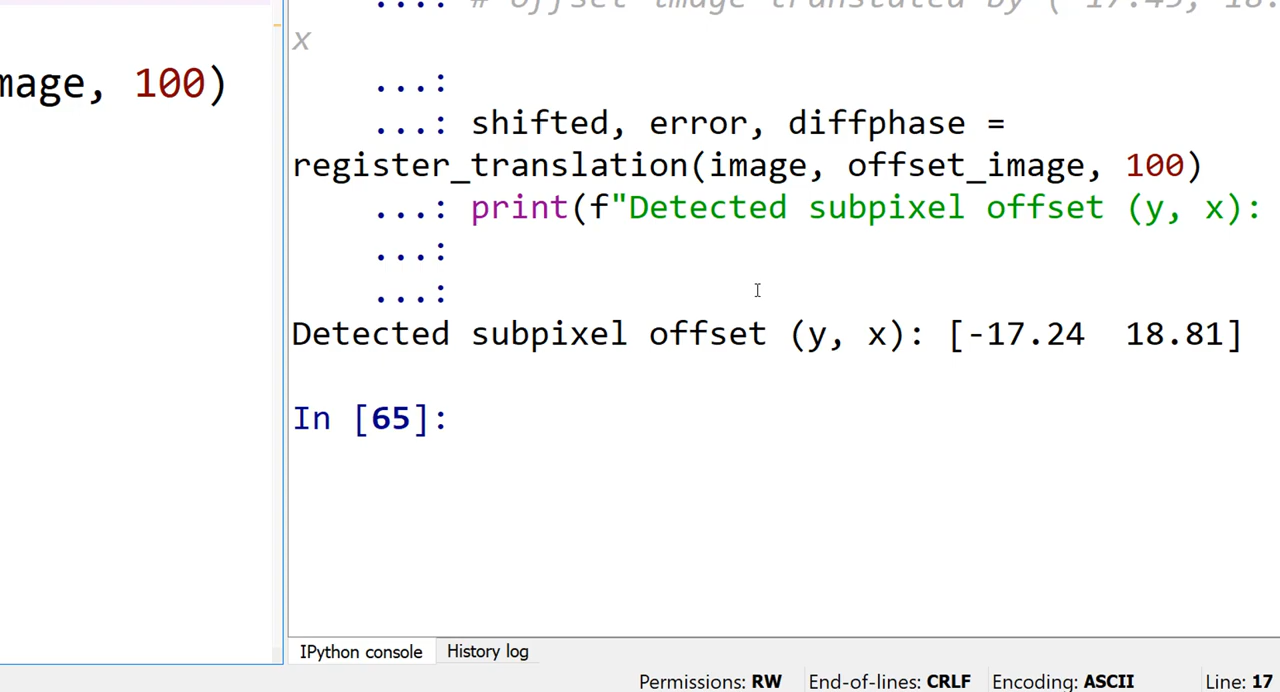 ...: # offset image translated by (-17.45, 18.
x
mage, 100)
...:
...: shifted, error, diffphase =
register_translation(image, offset_image, 100)
...: print(f"Detected subpixel offset (y, x):
...:
...:
Detected subpixel offset (y, x): [-17.24  18.81]
In [65]:
IPython console
History log
Permissions: RW
End-of-lines: CRLF
Encoding: ASCII
Line: 17